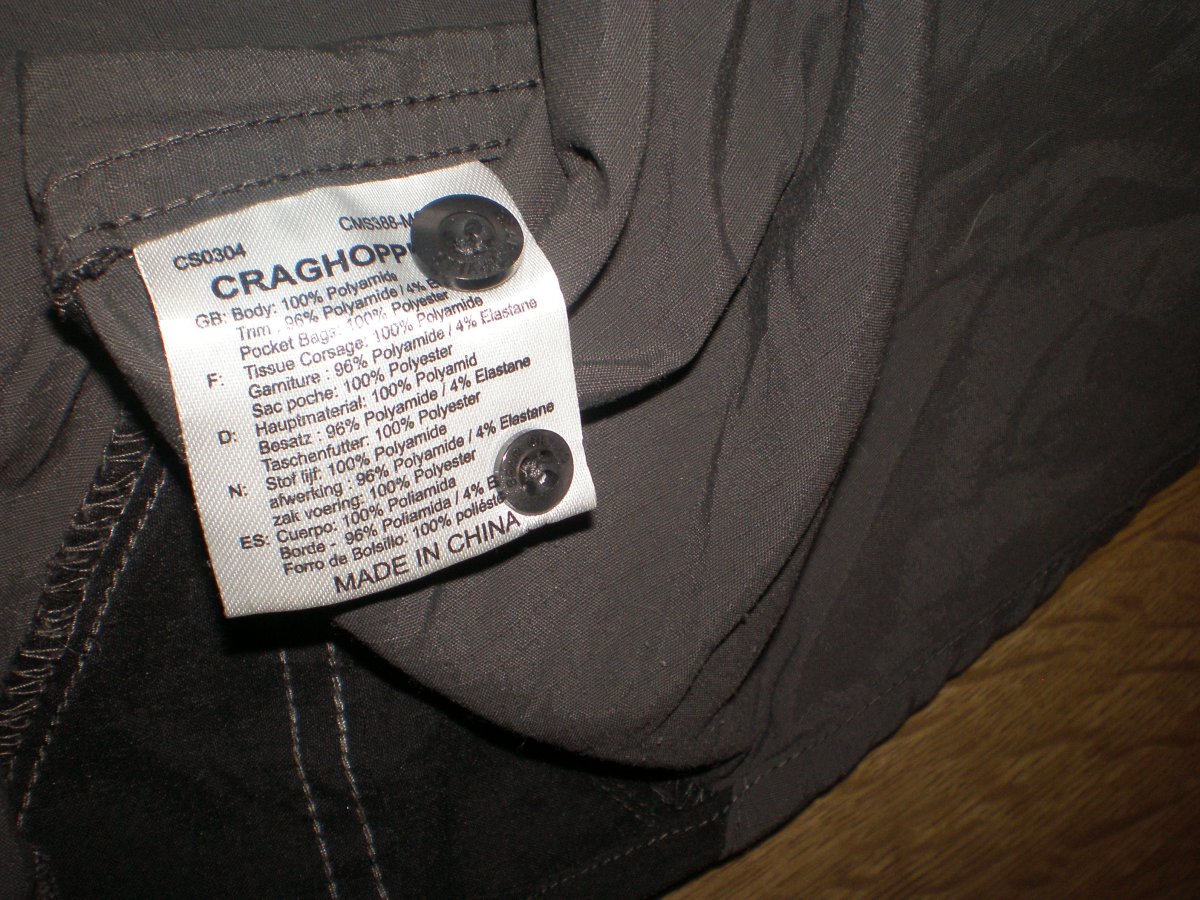 CS0304 CMS388-M
CRAGHOPP
GB: Body: 100% Polyamide
Trim : 96% Polyamide / 4% E
Pocket Bags: 100% Polyester
F: Tissue Corsage: 100% Polyamide
Garniture : 96% Polyamide / 4% Elastane
Sac poche: 100% Polyester
D: Hauptmaterial: 100% Polyamid
Besatz : 96% Polyamide / 4% Elastane
Taschenfutter: 100% Polyester
N: Stof lijf: 100% Polyamide
afwerking : 96% Polyamide / 4% Elastane
zak voering: 100% Polyester
ES: Cuerpo: 100% Poliamida
Borde - 96% Poliamida / 4% E
Forro de Bolsillo: 100% poliéste
MADE IN CHINA